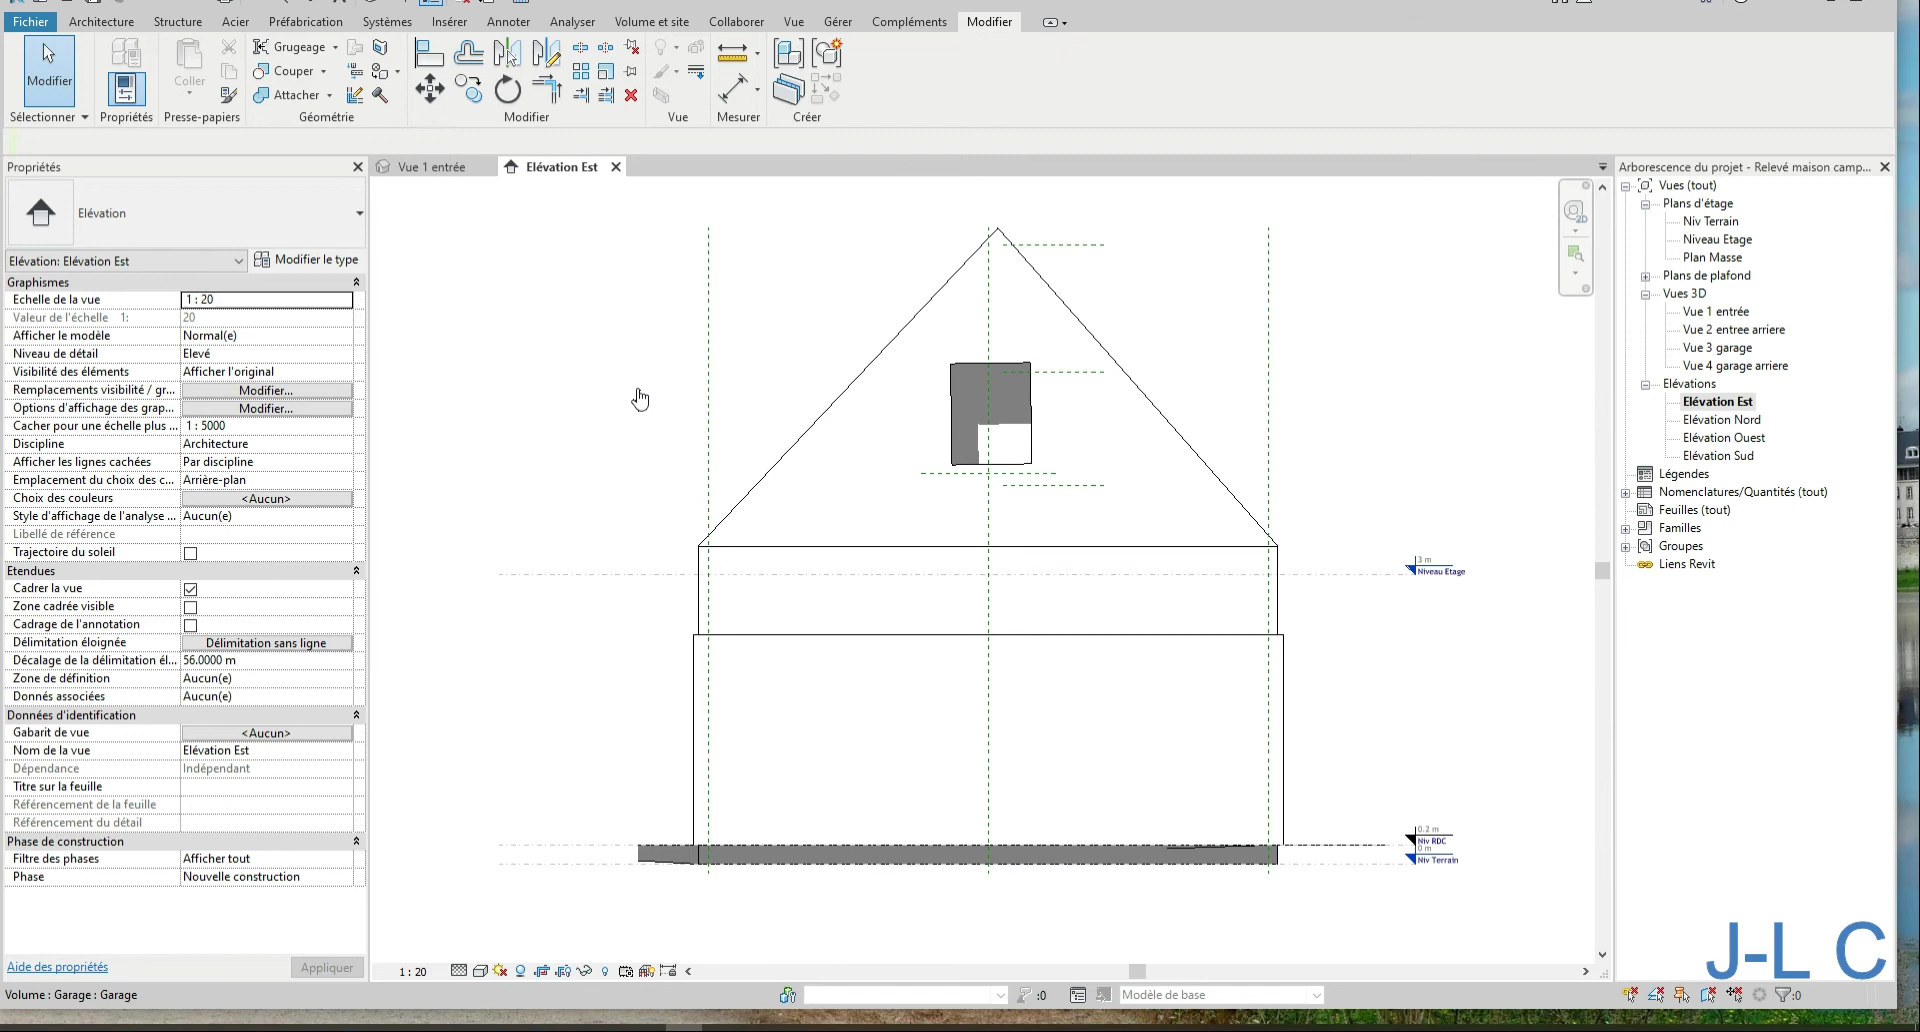 Fichier Architecture Structure Acier Préfabrication Systèmes Insérer Annoter Analyser Volume et site Collaborer Vue Gérer Compléments Modifier
Modifier
Coller
Grugeage
Couper
Attacher
Sélectionner Propriétés Presse-papiers Géométrie Modifier Vue Mesurer Créer
Propriétés
Elévation
Elévation: Elévation Est Modifier le type
Graphismes
Echelle de la vue 1 : 20
Valeur de l'échelle 1: 20
Afficher le modèle Normal(e)
Niveau de détail Elevé
Visibilité des éléments Afficher l'original
Remplacements visibilité / gr... Modifier...
Options d'affichage des grap... Modifier...
Cacher pour une échelle plus ... 1 : 5000
Discipline Architecture
Afficher les lignes cachées Par discipline
Emplacement du choix des c... Arrière-plan
Choix des couleurs <Aucun>
Style d'affichage de l'analyse ... Aucun(e)
Libellé de référence
Trajectoire du soleil
Etendues
Cadrer la vue
Zone cadrée visible
Cadrage de l'annotation
Délimitation éloignée Délimitation sans ligne
Décalage de la délimitation él... 56.0000 m
Zone de définition Aucun(e)
Donnés associées Aucun(e)
Données d'identification
Gabarit de vue <Aucun>
Nom de la vue Elévation Est
Dépendance Indépendant
Titre sur la feuille
Référencement de la feuille
Référencement du détail
Phase de construction
Filtre des phases Afficher tout
Phase Nouvelle construction
Aide des propriétés Appliquer
Vue 1 entrée Elévation Est
2D
3 m
Niveau Etage
0.2 m
Niv RDC
0 m
Niv Terrain
1 : 20
Arborescence du projet - Relevé maison camp...
Vues (tout)
Plans d'étage
Niv Terrain
Niveau Etage
Plan Masse
Plans de plafond
Vues 3D
Vue 1 entrée
Vue 2 entree arriere
Vue 3 garage
Vue 4 garage arriere
Elévations
Elévation Est
Elévation Nord
Elévation Ouest
Elévation Sud
Légendes
Nomenclatures/Quantités (tout)
Feuilles (tout)
Familles
Groupes
Liens Revit
J-L C
Volume : Garage : Garage :0 Modèle de base :0